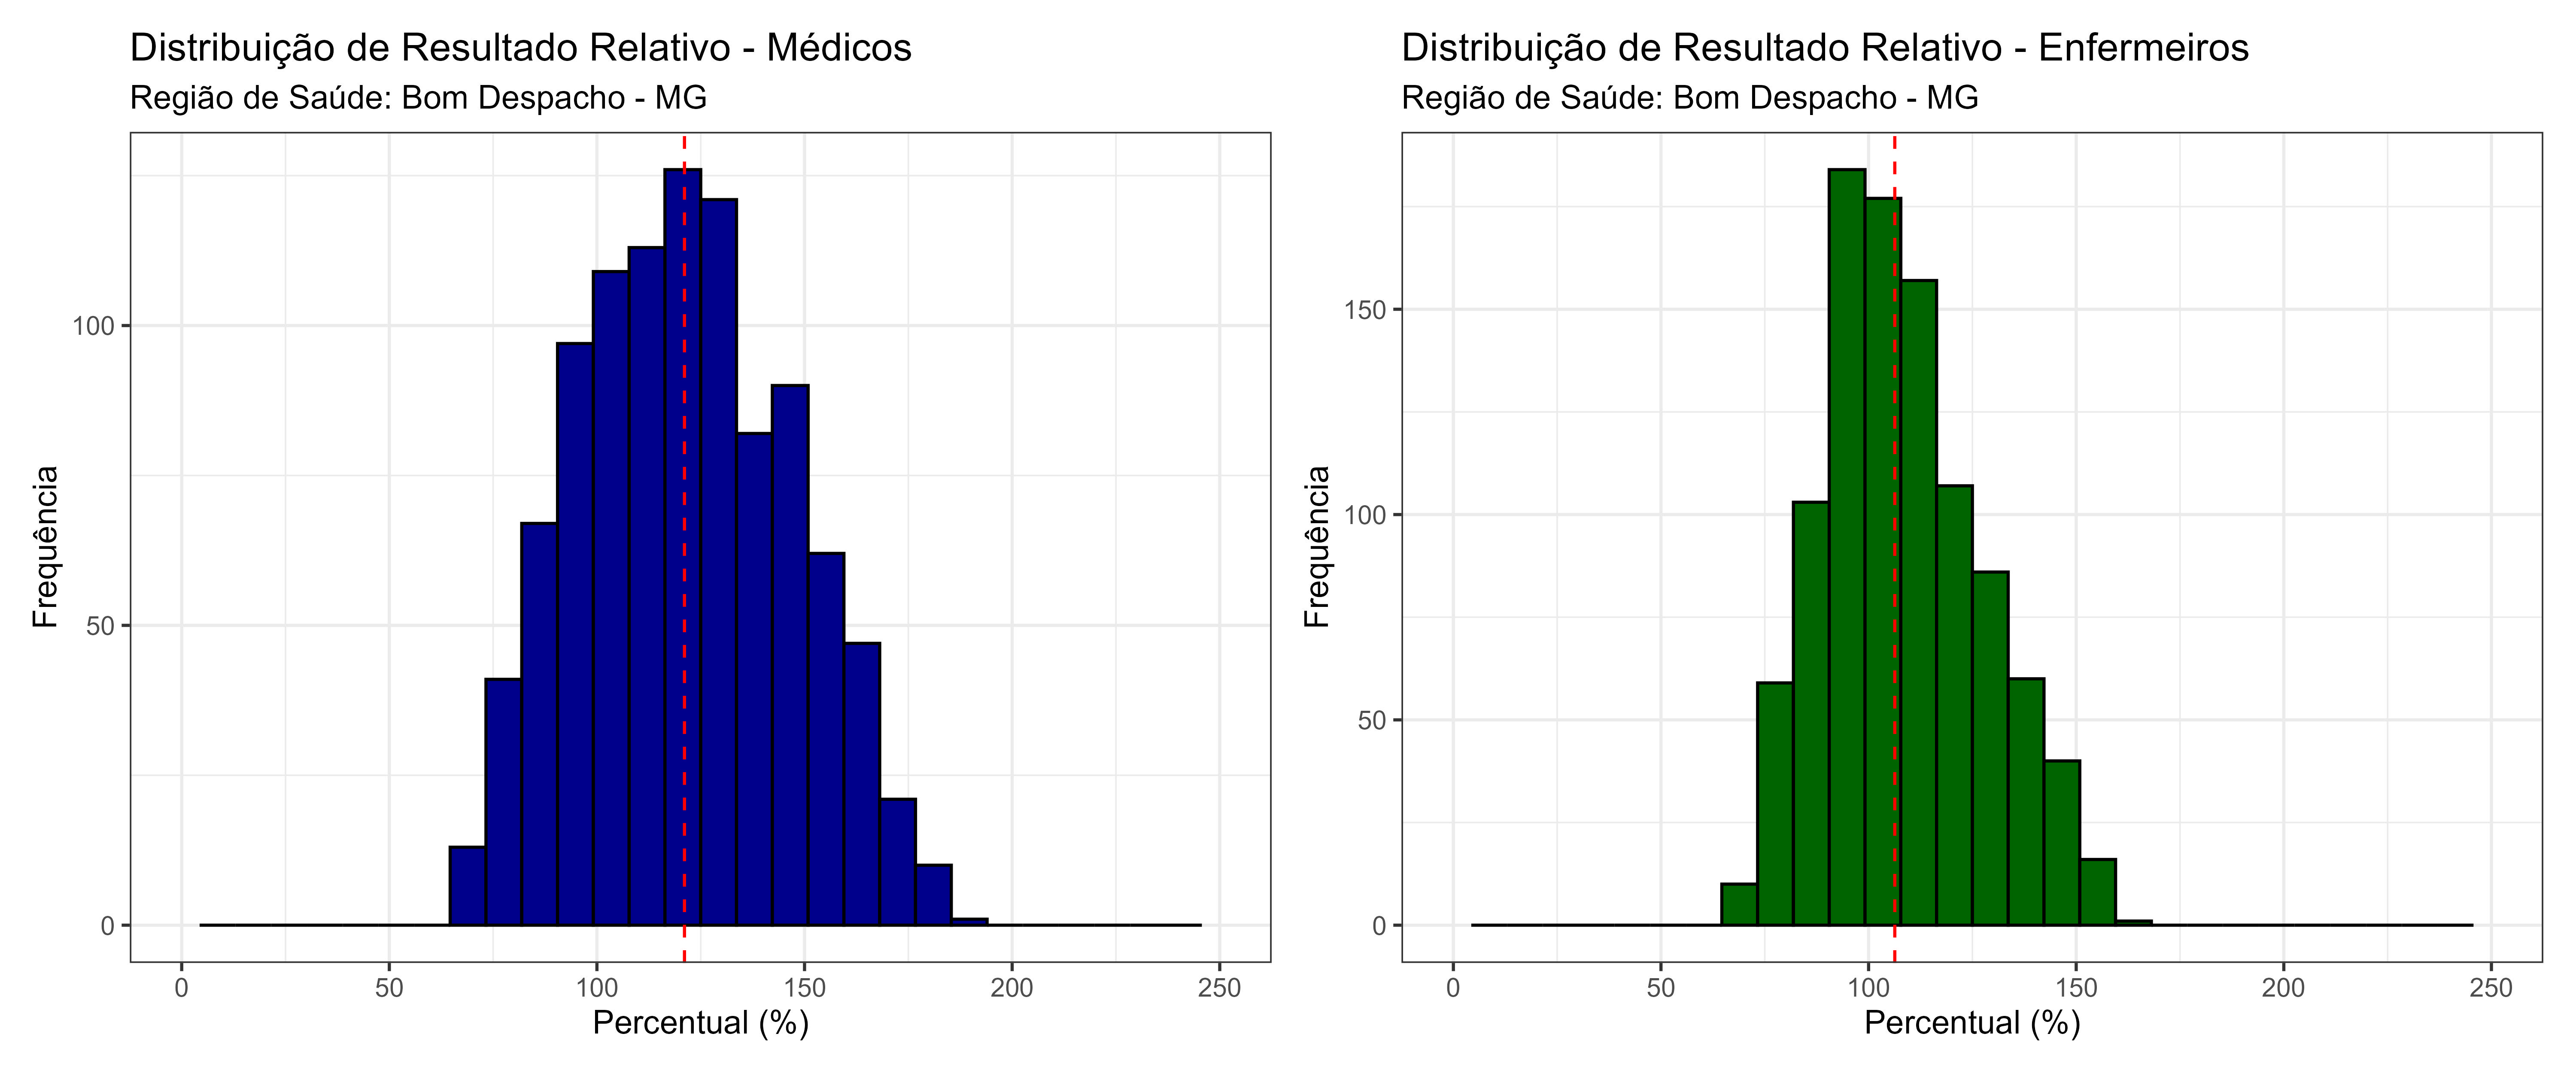 Distribuição de Resultado Relativo - Médicos
Região de Saúde: Bom Despacho - MG
Frequência
100
50
0
0 50 100 150 200 250
Percentual (%)
Distribuição de Resultado Relativo - Enfermeiros
Região de Saúde: Bom Despacho - MG
Frequência
150
100
50
0
0 50 100 150 200 250
Percentual (%)